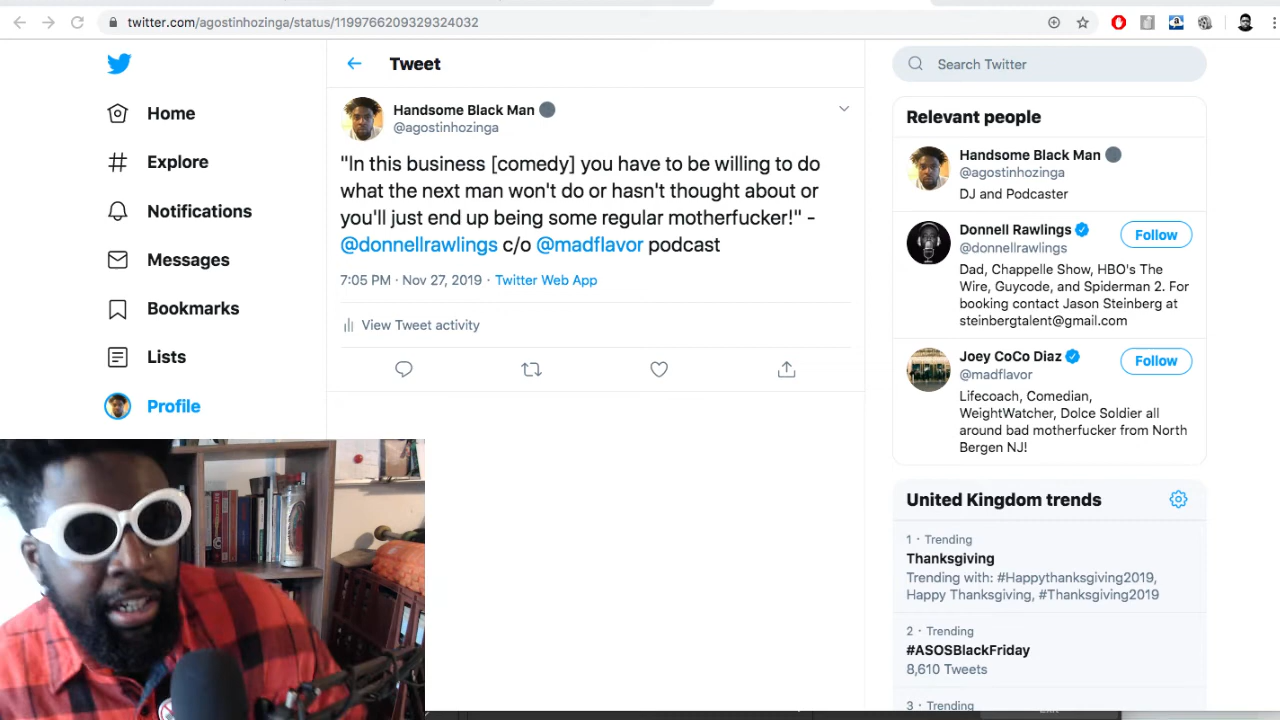 twitter.com/agostinhozinga/status/1199766209329324032
Home
Explore
Notifications
Messages
Bookmarks
Lists
Profile
Tweet
Handsome Black Man
@agostinhozinga
"In this business [comedy] you have to be willing to do
what the next man won't do or hasn't thought about or
you'll just end up being some regular motherfucker!" -
@donnellrawlings c/o @madflavor podcast
7:05 PM · Nov 27, 2019 · Twitter Web App
View Tweet activity
Search Twitter
Relevant people
Handsome Black Man
@agostinhozinga
DJ and Podcaster
Donnell Rawlings
@donnellrawlings
Follow
Dad, Chappelle Show, HBO's The
Wire, Guycode, and Spiderman 2. For
booking contact Jason Steinberg at
steinbergtalent@gmail.com
Joey CoCo Diaz
@madflavor
Follow
Lifecoach, Comedian,
WeightWatcher, Dolce Soldier all
around bad motherfucker from North
Bergen NJ!
United Kingdom trends
1 · Trending
Thanksgiving
Trending with: #Happythanksgiving2019,
Happy Thanksgiving, #Thanksgiving2019
2 · Trending
#ASOSBlackFriday
8,610 Tweets
3 · Trending